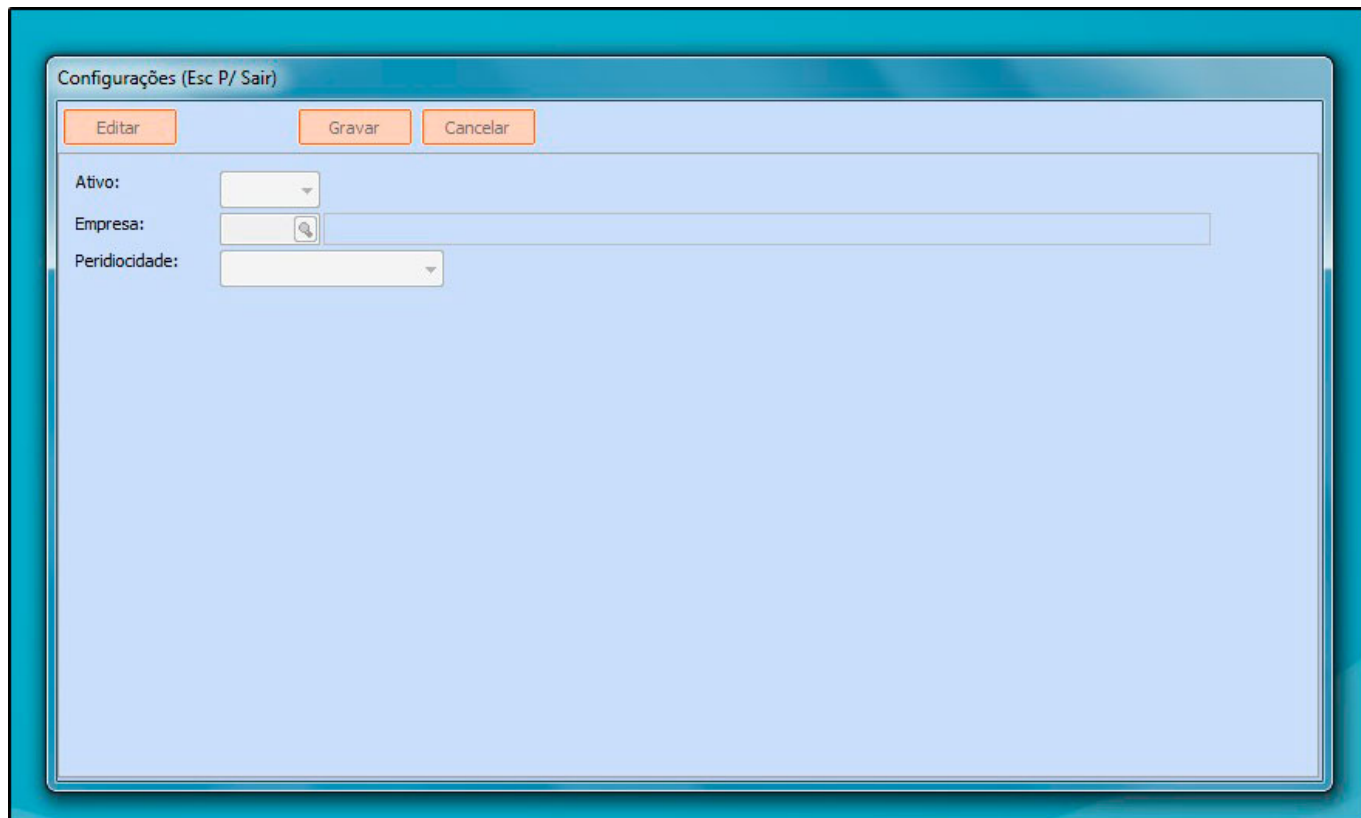 Configurações (Esc P/ Sair)
Editar Gravar Cancelar
Ativo:
Empresa:
Peridiocidade: